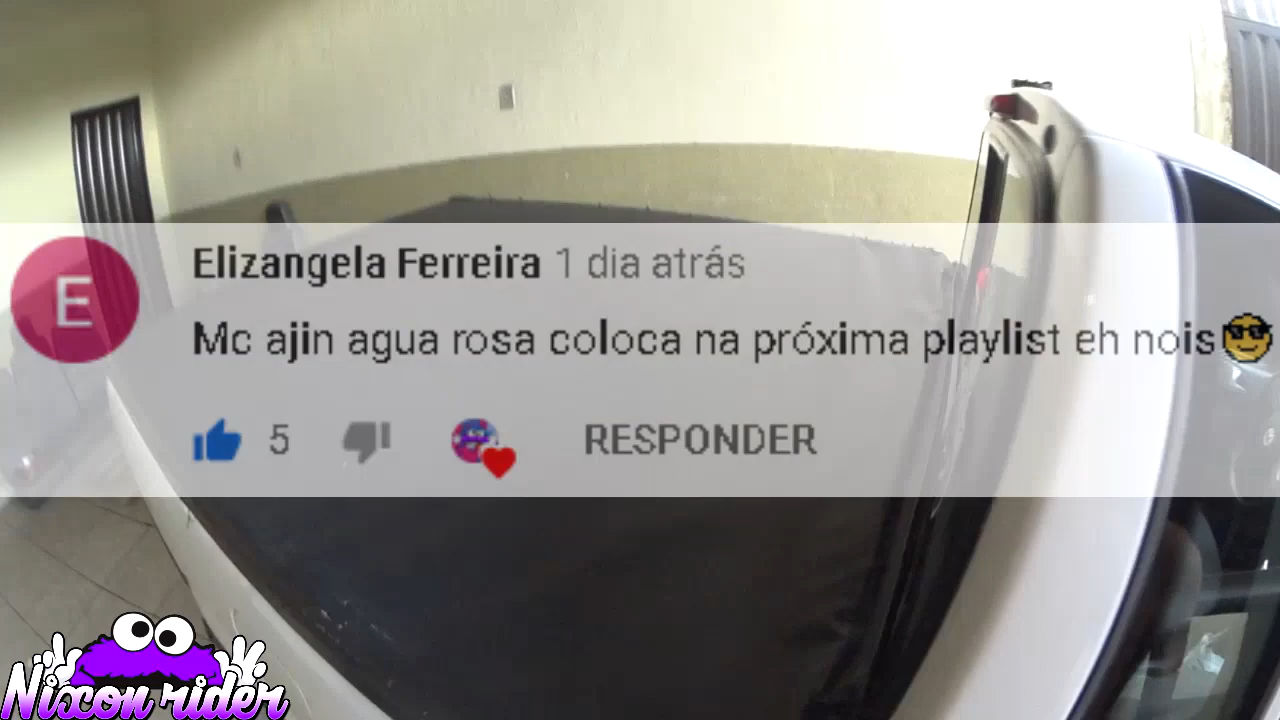 E
Elizangela Ferreira 1 dia atrás
Mc ajin agua rosa coloca na próxima playlist eh nois😎
5 RESPONDER
Nixon rider